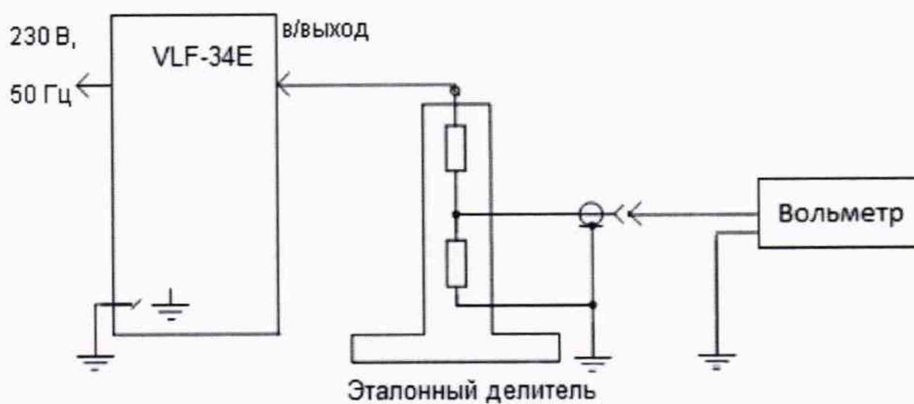 230 В,
50 Гц
VLF-34E
в/выход
Вольметр
Эталонный делитель